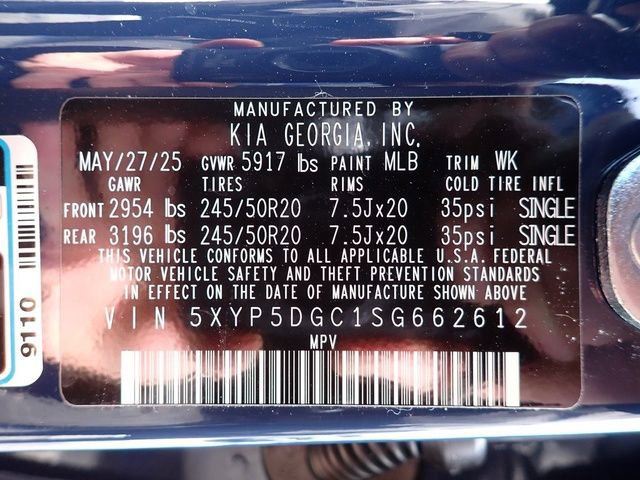 MANUFACTURED BY
KIA GEORGIA, INC.
MAY/27/25 GVWR 5917 lbs PAINT MLB TRIM WK
GAWR TIRES RIMS COLD TIRE INFL
FRONT 2954 lbs 245/50R20 7.5Jx20 35psi SINGLE
REAR 3196 lbs 245/50R20 7.5Jx20 35psi SINGLE
THIS VEHICLE CONFORMS TO ALL APPLICABLE U.S.A. FEDERAL
MOTOR VEHICLE SAFETY AND THEFT PREVENTION STANDARDS
IN EFFECT ON THE DATE OF MANUFACTURE SHOWN ABOVE
VIN 5XYP5DGC1SG662612
MPV
9110